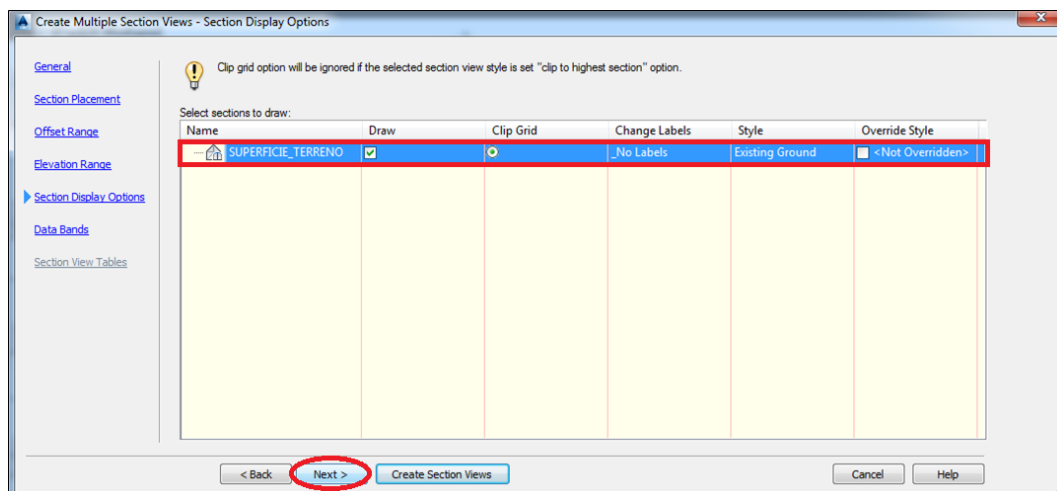 Create Multiple Section Views - Section Display Options
General
Section Placement
Offset Range
Elevation Range
Section Display Options
Data Bands
Section View Tables
Clip grid option will be ignored if the selected section view style is set "clip to highest section" option.
Select sections to draw:
Name Draw Clip Grid Change Labels Style Override Style
SUPERFICIE_TERRENO _No Labels Existing Ground <Not Overridden>
< Back Next > Create Section Views Cancel Help